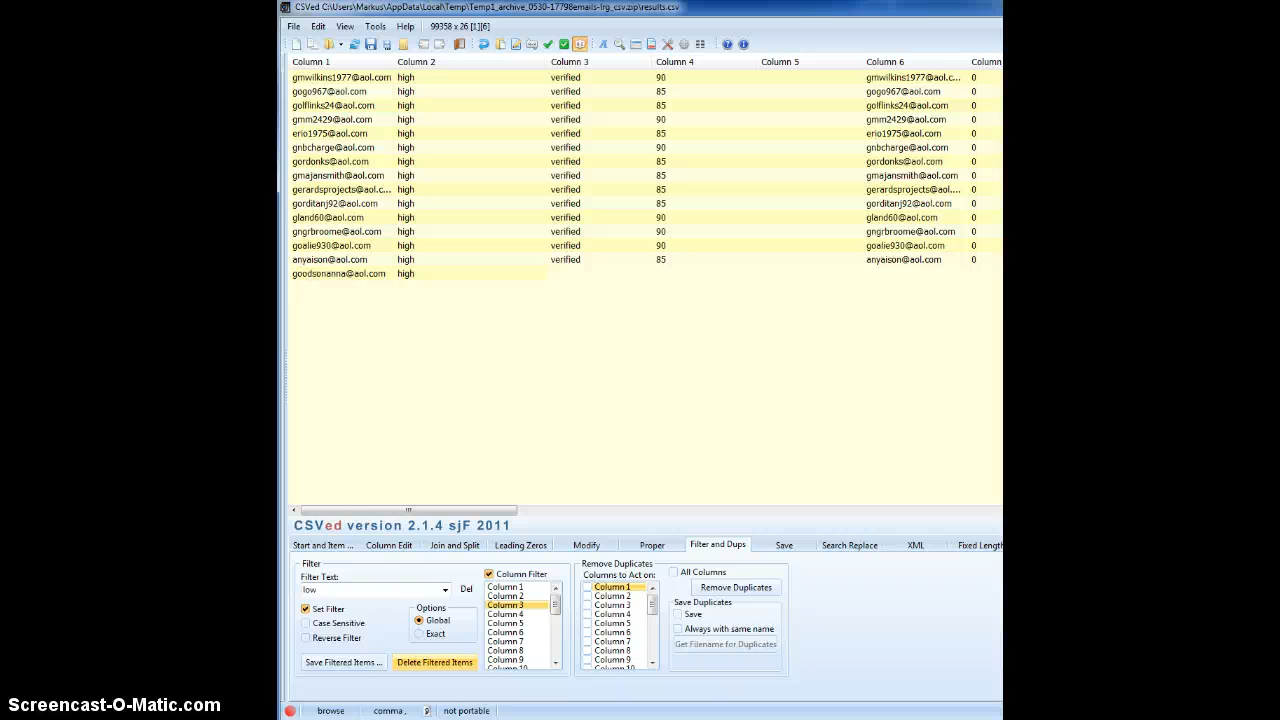 CSVed C:\Users\Markus\AppData\Local\Temp\Temp1_archive_0530-17798emails-lrg_csv.zip\results.csv
File Edit View Tools Help 99358 x 26 [1][6]
Column 1 Column 2 Column 3 Column 4 Column 5 Column 6 Column
gmwilkins1977@aol.com high verified 90 gmwilkins1977@aol.c... 0
gogo967@aol.com high verified 85 gogo967@aol.com 0
golflinks24@aol.com high verified 85 golflinks24@aol.com 0
gmm2429@aol.com high verified 90 gmm2429@aol.com 0
erio1975@aol.com high verified 85 erio1975@aol.com 0
gnbcharge@aol.com high verified 90 gnbcharge@aol.com 0
gordonks@aol.com high verified 85 gordonks@aol.com 0
gmajansmith@aol.com high verified 85 gmajansmith@aol.com 0
gerardsprojects@aol.c... high verified 85 gerardsprojects@aol.... 0
gorditanj92@aol.com high verified 85 gorditanj92@aol.com 0
gland60@aol.com high verified 90 gland60@aol.com 0
gngrbroome@aol.com high verified 90 gngrbroome@aol.com 0
goalie930@aol.com high verified 90 goalie930@aol.com 0
anyaison@aol.com high verified 85 anyaison@aol.com 0
goodsonanna@aol.com high
CSVed version 2.1.4 sjF 2011
Start and Item ... Column Edit Join and Split Leading Zeros Modify Proper Filter and Dups Save Search Replace XML Fixed Length
Filter
Filter Text:
low
Del
Set Filter
Case Sensitive
Reverse Filter
Options
Global
Exact
Save Filtered Items ... Delete Filtered Items
Column Filter
Column 1
Column 2
Column 3
Column 4
Column 5
Column 6
Column 7
Column 8
Column 9
Column 10
Remove Duplicates
Columns to Act on:
Column 1
Column 2
Column 3
Column 4
Column 5
Column 6
Column 7
Column 8
Column 9
Column 10
All Columns
Remove Duplicates
Save Duplicates
Save
Always with same name
Get Filename for Duplicates
browse comma , not portable
Screencast-O-Matic.com